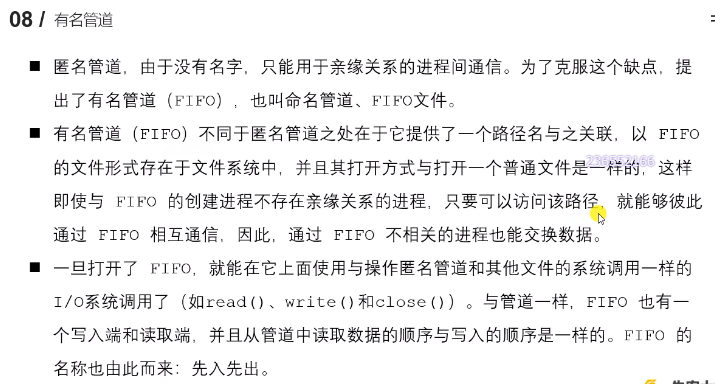 08 / 有名管道
■ 匿名管道，由于没有名字，只能用于亲缘关系的进程间通信。为了克服这个缺点，提
出了有名管道（FIFO），也叫命名管道、FIFO文件。
■ 有名管道（FIFO）不同于匿名管道之处在于它提供了一个路径名与之关联，以 FIFO
的文件形式存在于文件系统中，并且其打开方式与打开一个普通文件是一样的，这样
即使与 FIFO 的创建进程不存在亲缘关系的进程，只要可以访问该路径，就能够彼此
通过 FIFO 相互通信，因此，通过 FIFO 不相关的进程也能交换数据。
■ 一旦打开了 FIFO，就能在它上面使用与操作匿名管道和其他文件的系统调用一样的
I/O系统调用了（如read()、write()和close()）。与管道一样，FIFO 也有一
个写入端和读取端，并且从管道中读取数据的顺序与写入的顺序是一样的。FIFO 的
名称也由此而来：先入先出。